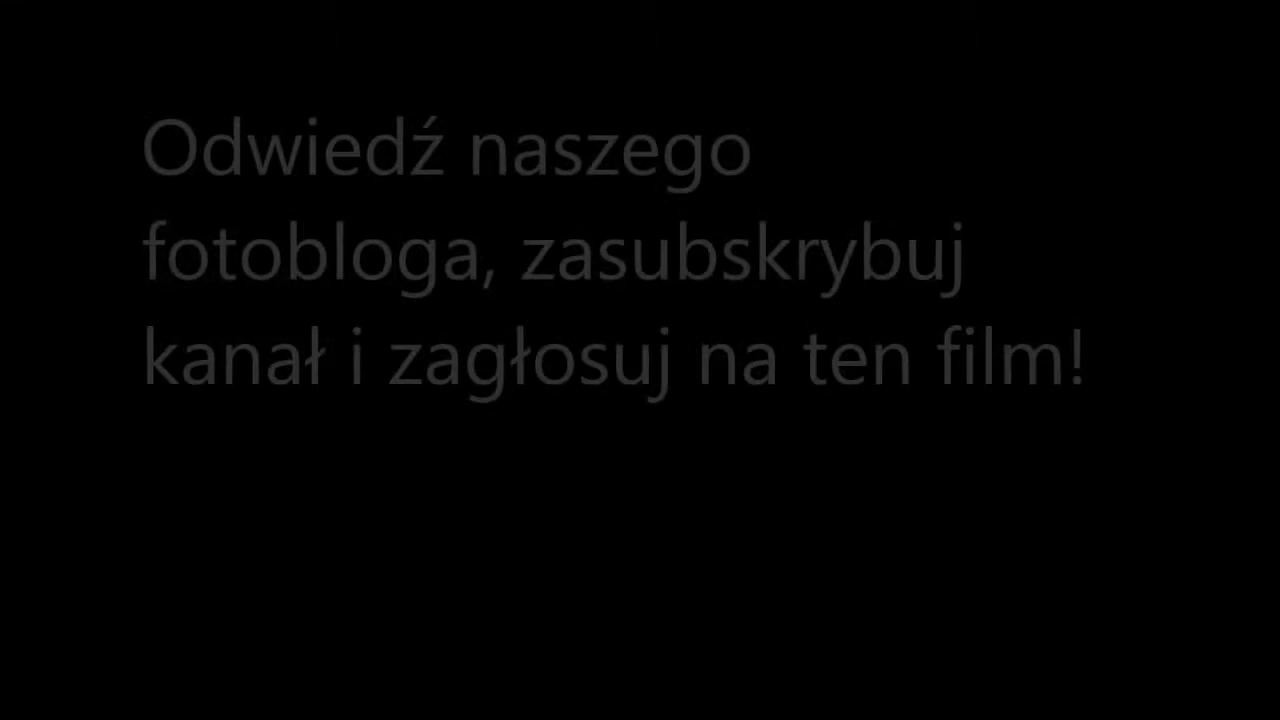 Odwiedź naszego
fotobloga, zasubskrybuj
kanał i zagłosuj na ten film!